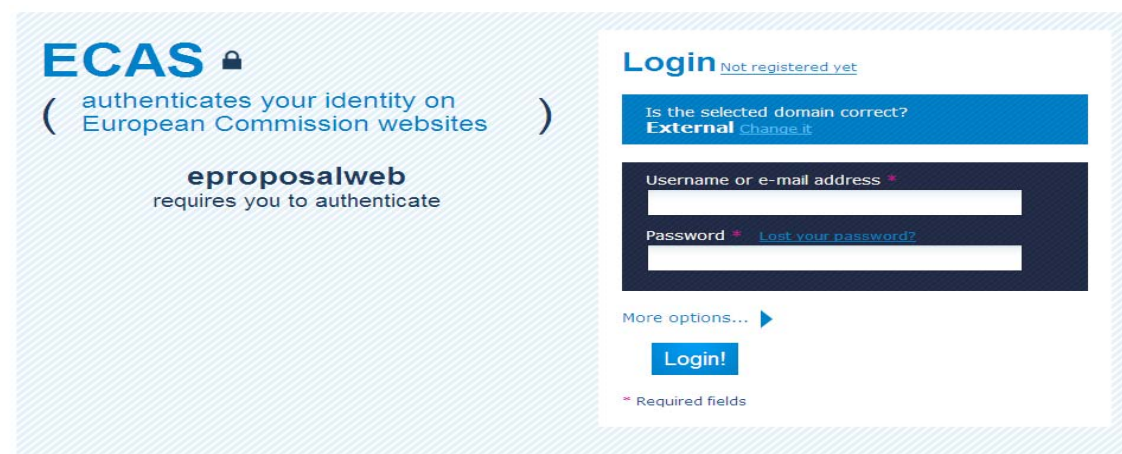 ECAS
( authenticates your identity on
European Commission websites )
eproposalweb
requires you to authenticate
Login Not registered yet
Is the selected domain correct?
External Change it
Username or e-mail address *
Password * Lost your password?
More options...
Login!
* Required fields